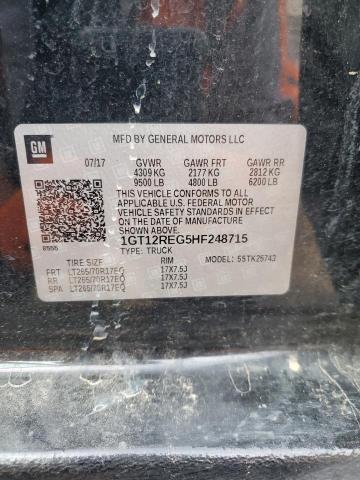 GM
MFD BY GENERAL MOTORS LLC
07/17 GVWR GAWR FRT GAWR RR
4309 KG 2177 KG 2812 KG
9500 LB 4800 LB 6200 LB
THIS VEHICLE CONFORMS TO ALL
APPLICABLE U.S. FEDERAL MOTOR
VEHICLE SAFETY STANDARDS IN EFFECT
ON THE DATE OF MANUFACTURE
SHOWN ABOVE.
1GT12REG5HF248715
TYPE: TRUCK
TIRE SIZE RIM MODEL: 55TK25743
FRT LT265/70R17EQ 17X7.5J
RR LT265/70R17EQ 17X7.5J
SPA LT265/70R17EQ 17X7.5J